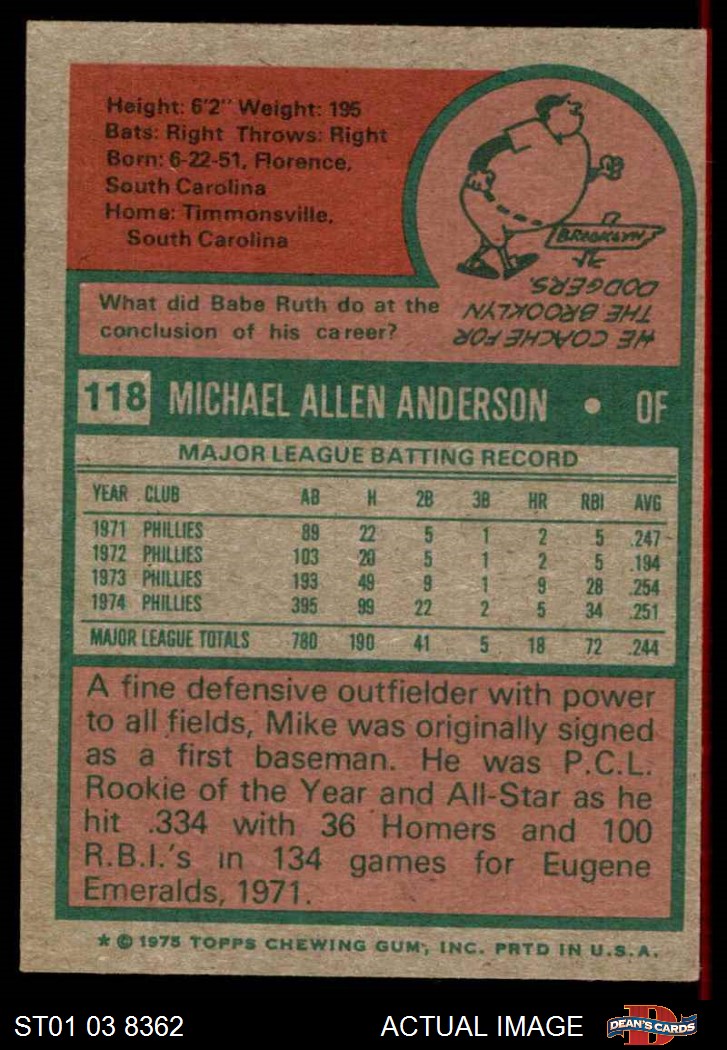 Height: 6'2" Weight: 195
Bats: Right Throws: Right
Born: 6-22-51, Florence,
South Carolina
Home: Timmonsville,
South Carolina
BROOKLYN
What did Babe Ruth do at the
conclusion of his career?
HE COACHED FOR
THE BROOKLYN
DODGERS.
118 MICHAEL ALLEN ANDERSON • OF
MAJOR LEAGUE BATTING RECORD
YEAR CLUB AB H 2B 3B HR RBI AVG
1971 PHILLIES 89 22 5 1 2 5 .247
1972 PHILLIES 103 20 5 1 2 5 .194
1973 PHILLIES 193 49 9 1 9 28 .254
1974 PHILLIES 395 99 22 2 5 34 .251
MAJOR LEAGUE TOTALS 780 190 41 5 18 72 .244
A fine defensive outfielder with power
to all fields, Mike was originally signed
as a first baseman. He was P.C.L.
Rookie of the Year and All-Star as he
hit .334 with 36 Homers and 100
R.B.I.'s in 134 games for Eugene
Emeralds, 1971.
* © 1975 TOPPS CHEWING GUM, INC. PRTD IN U.S.A.
ST01 03 8362 ACTUAL IMAGE
D
DEAN'S CARDS